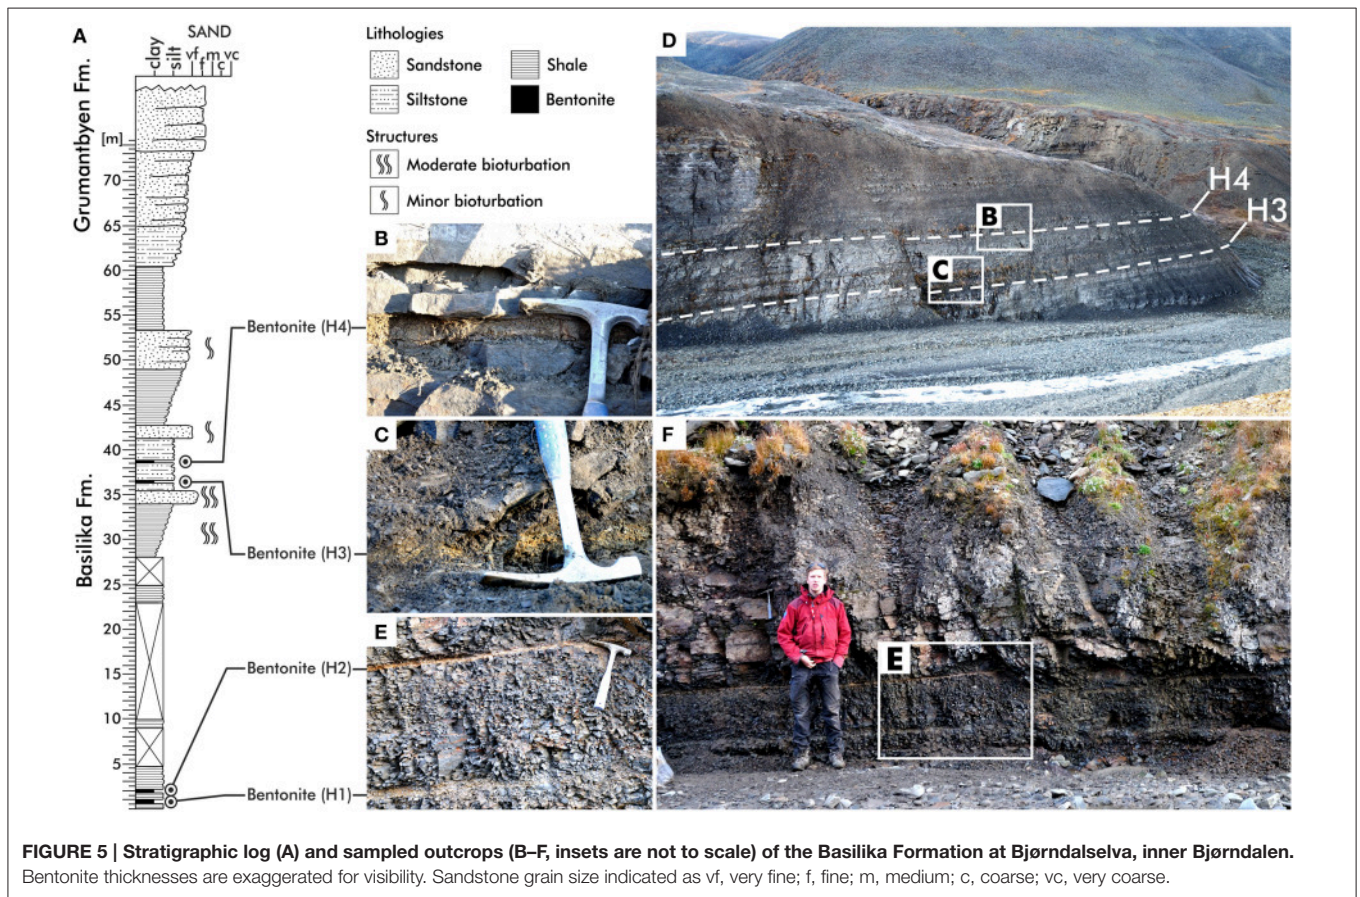 A
SAND
clay
silt
vf
f
m
c
vc
Grumantbyen Fm.
Basilika Fm.
[m]
70
65
60
55
50
45
40
35
30
25
20
15
10
5
Lithologies
Sandstone
Shale
Siltstone
Bentonite
Structures
Moderate bioturbation
Minor bioturbation
Bentonite (H4)
Bentonite (H3)
Bentonite (H2)
Bentonite (H1)
B
C
E
D
H4
H3
B
C
F
E
FIGURE 5 | Stratigraphic log (A) and sampled outcrops (B–F, insets are not to scale) of the Basilika Formation at Bjørndalselva, inner Bjørndalen.
Bentonite thicknesses are exaggerated for visibility. Sandstone grain size indicated as vf, very fine; f, fine; m, medium; c, coarse; vc, very coarse.